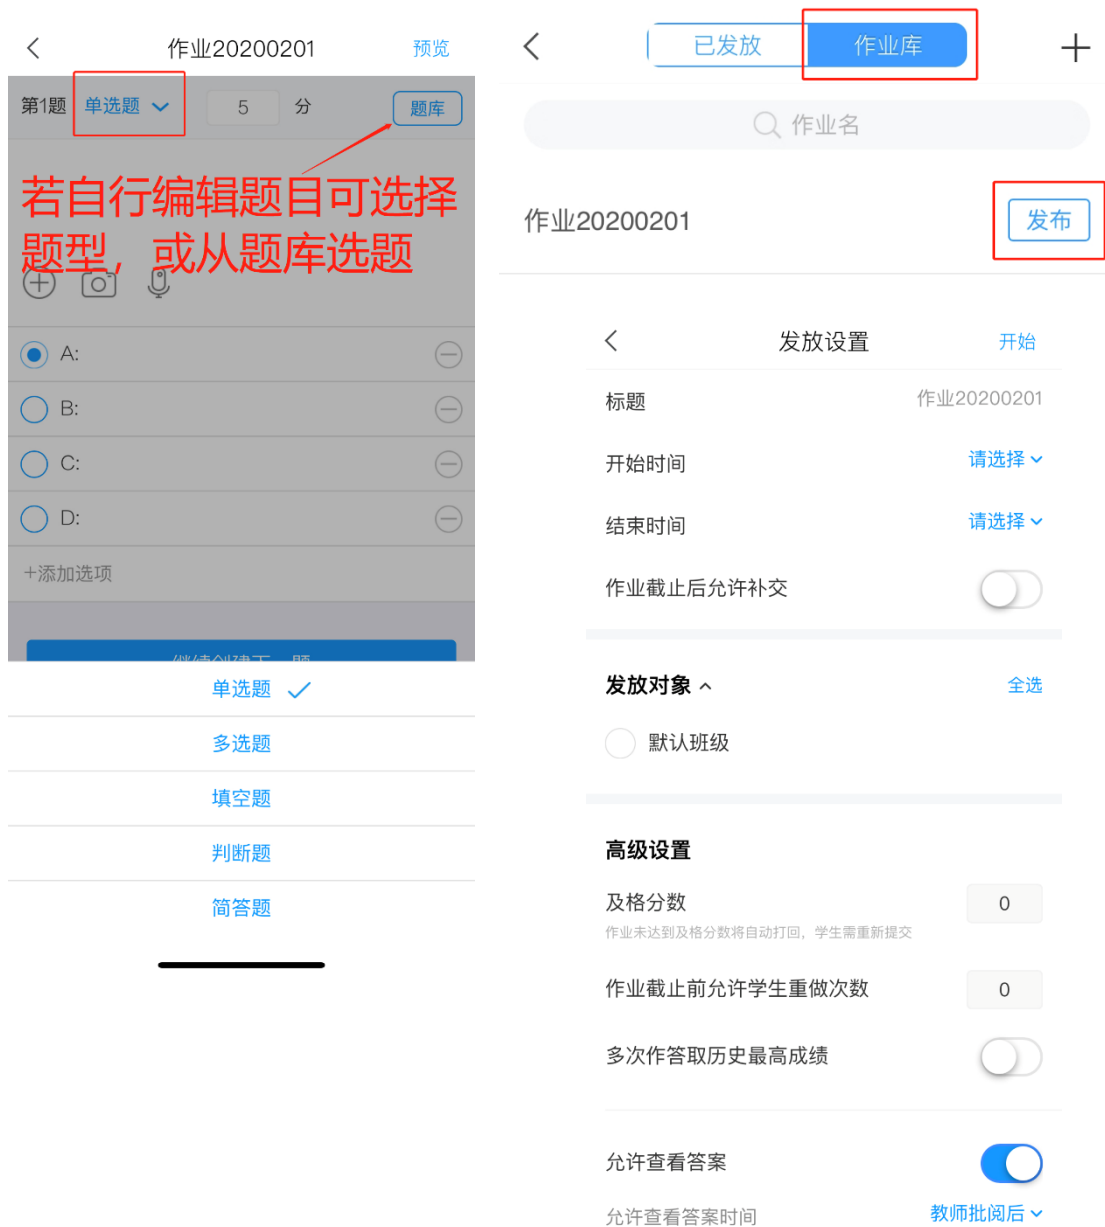 作业20200201 预览
第1题 单选题 5 分 题库
若自行编辑题目可选择
题型，或从题库选题
A:
B:
C:
D:
+添加选项
单选题
多选题
填空题
判断题
简答题
已发放 作业库
作业名
作业20200201 发布
发放设置 开始
标题 作业20200201
开始时间 请选择
结束时间 请选择
作业截止后允许补交
发放对象 全选
默认班级
高级设置
及格分数 0
作业未达到及格分数将自动打回，学生需重新提交
作业截止前允许学生重做次数 0
多次作答取历史最高成绩
允许查看答案
允许查看答案时间 教师批阅后